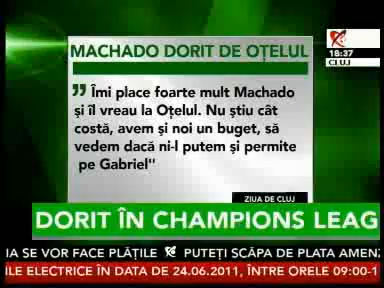 MACHADO DORIT DE OȚELUL
18:37
CLUJ
"Îmi place foarte mult Machado
și îl vreau la Oțelul. Nu știu cât
costă, avem și noi un buget, să
vedem dacă ni-l putem și permite
pe Gabriel"
ZIUA DE CLUJ
DORIT ÎN CHAMPIONS LEAG
IA SE VOR FACE PLĂȚILE PUTEȚI SCĂPA DE PLATA AMENZ
ILE ELECTRICE ÎN DATA DE 24.06.2011, ÎNTRE ORELE 09:00-1